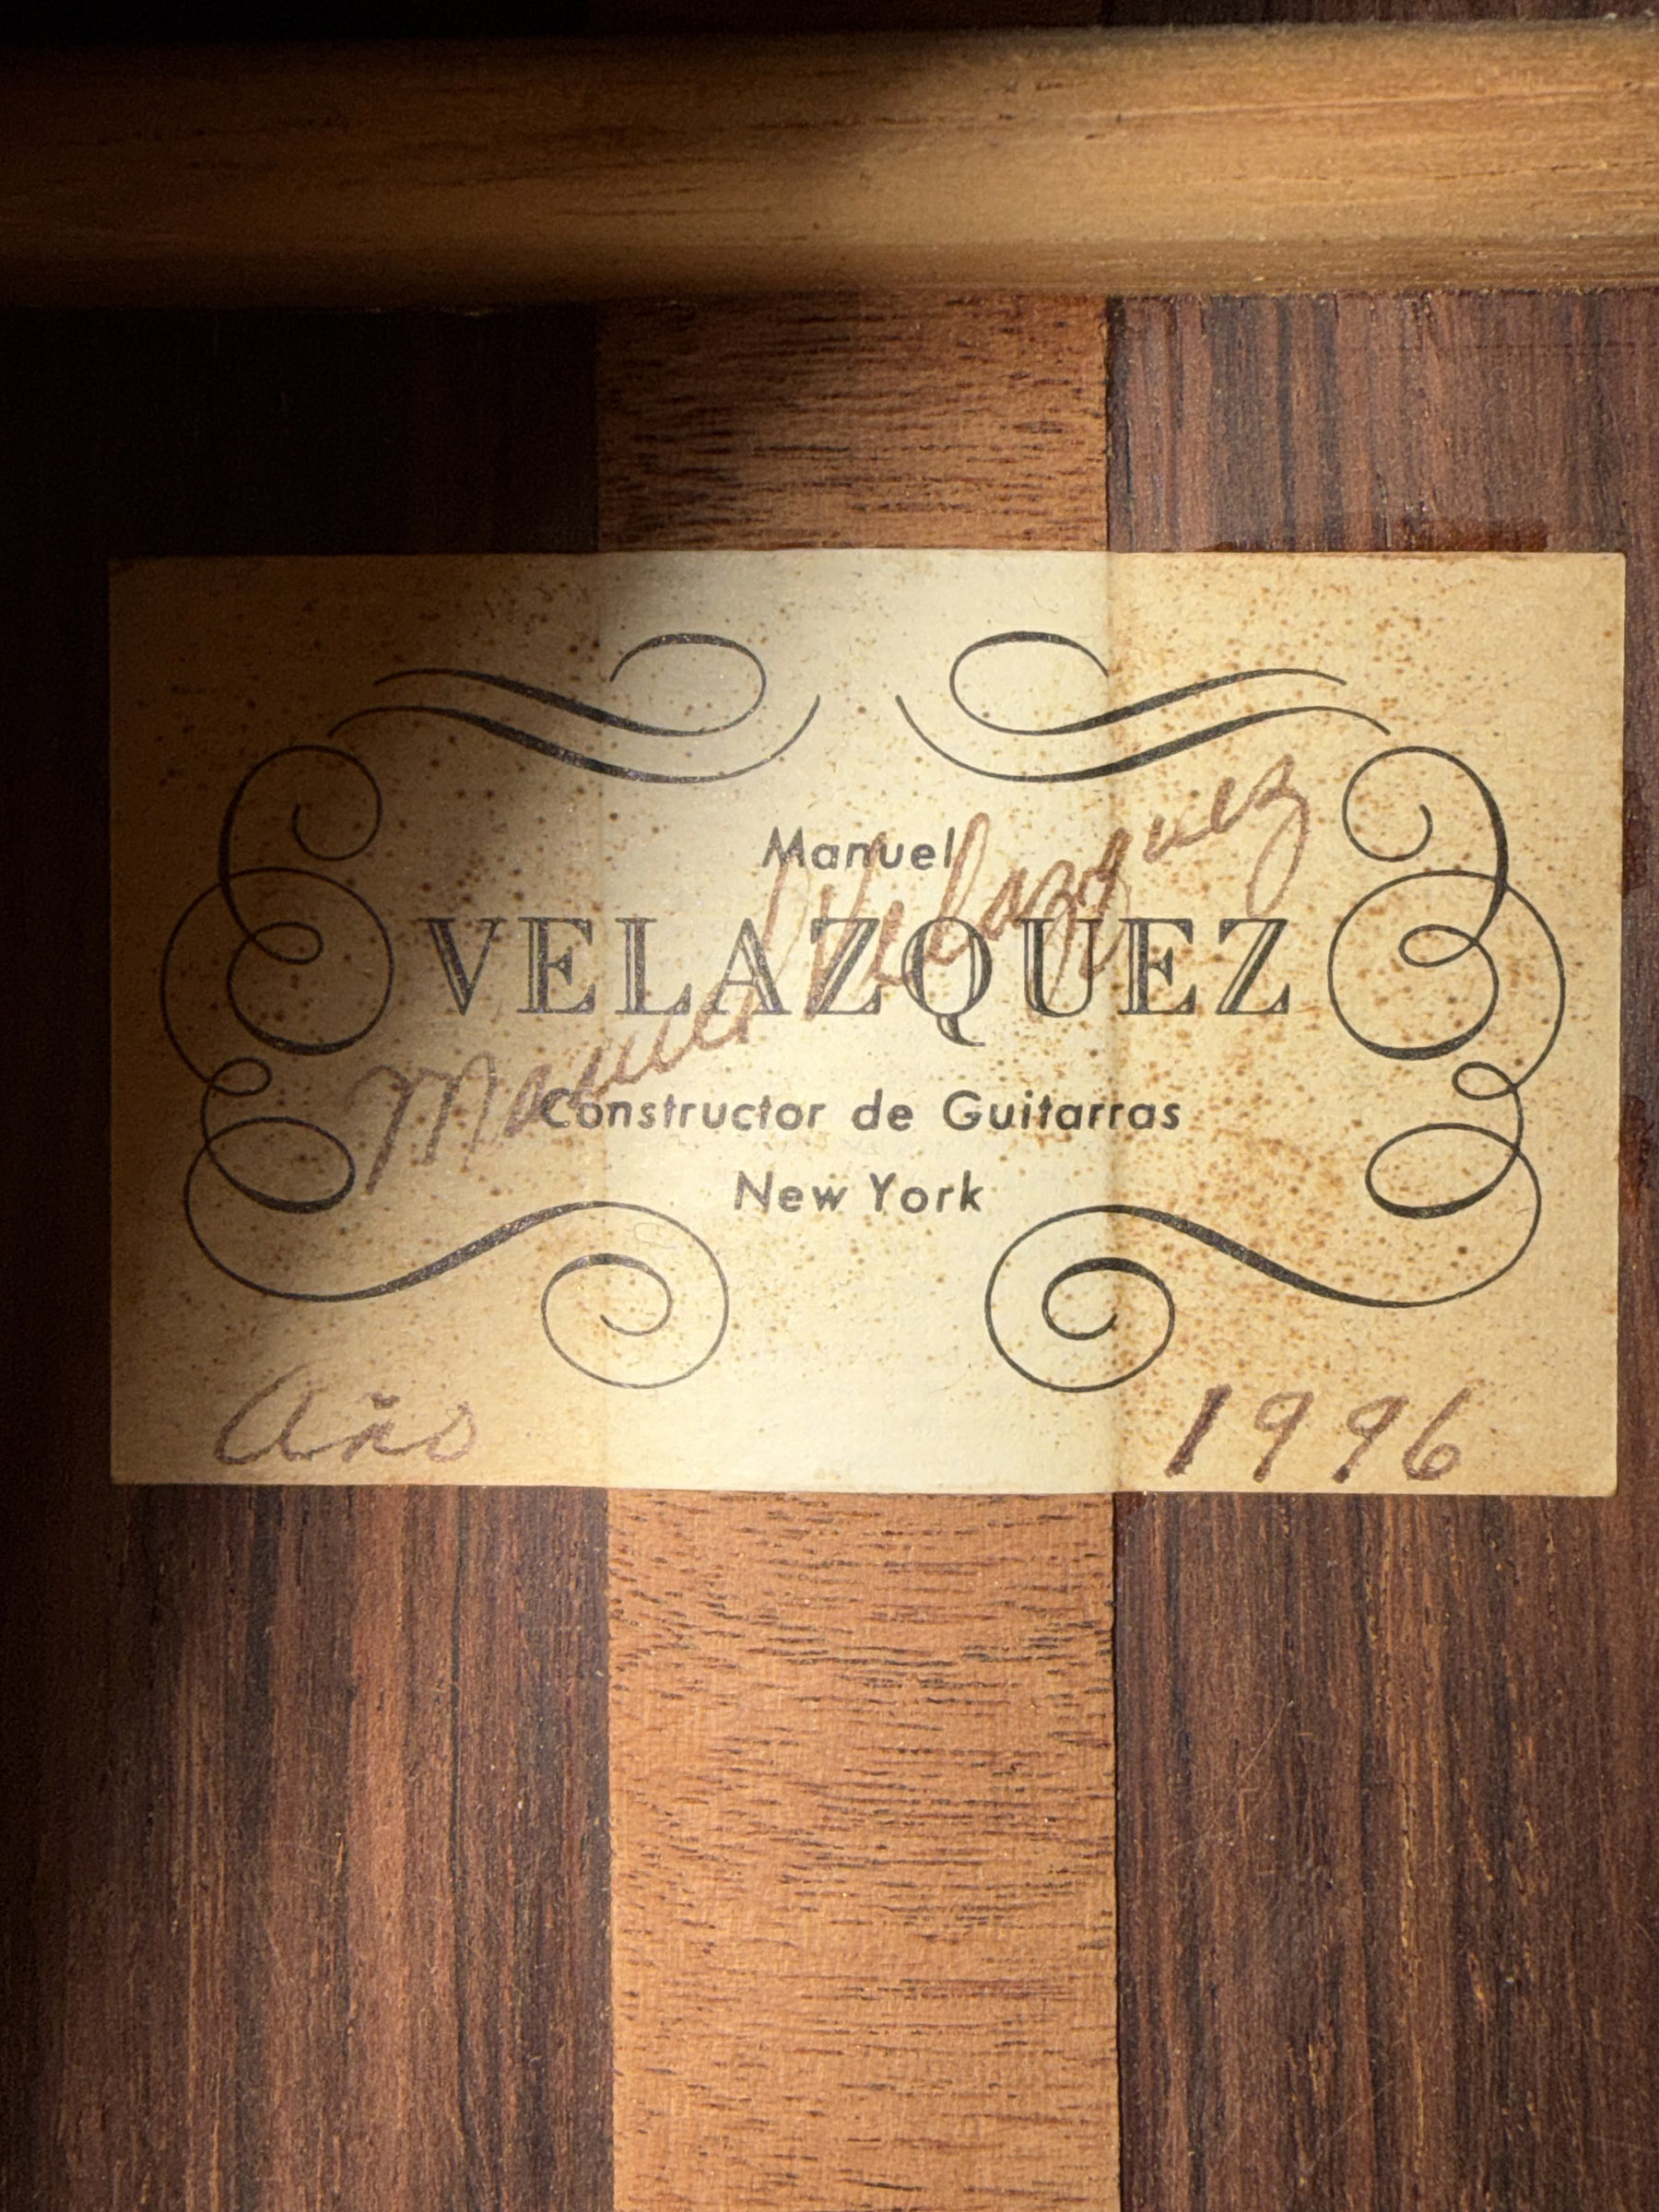 Manuel
VELAZQUEZ
Manuel Velazquez
Constructor de Guitarras
New York
Año 1996